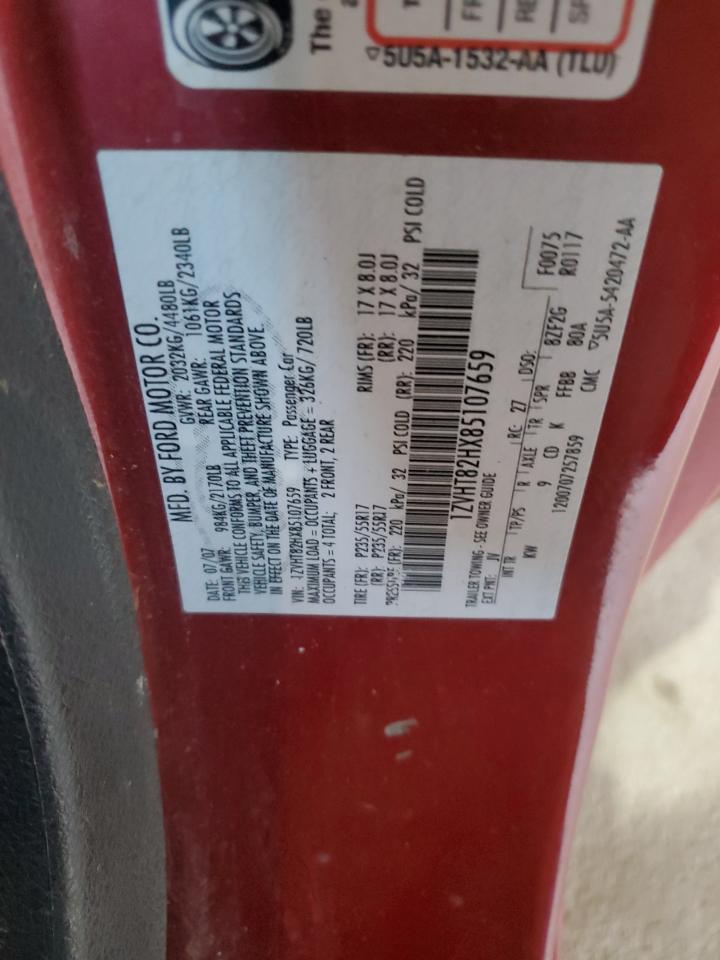 The
5U5A-1532-AA (TLU)
MFD. BY FORD MOTOR CO.
DATE: 07/07 GVWR: 2032KG/4480LB
FRONT GAWR: 984KG/2170LB REAR GAWR: 1061KG/2340LB
THIS VEHICLE CONFORMS TO ALL APPLICABLE FEDERAL MOTOR
VEHICLE SAFETY, BUMPER, AND THEFT PREVENTION STANDARDS
IN EFFECT ON THE DATE OF MANUFACTURE SHOWN ABOVE.
VIN: 1ZVHT82HX85107659 TYPE: Passenger Car
MAXIMUM LOAD = OCCUPANTS + LUGGAGE = 326KG/ 720LB
OCCUPANTS = 4 TOTAL; 2 FRONT, 2 REAR
TIRE (FR): P235/55R17 RIMS (FR): 17 X 8.0J
(RR): P235/55R17 (RR): 17 X 8.0J
PRESSURE (FR): 220 kPa/ 32 PSI COLD (RR): 220 kPa/ 32 PSI COLD
1ZVHT82HX85107659
TRAILER TOWING - SEE OWNER GUIDE
EXT PNT: JV RC: 27 DSO: F0075
INT TR TP/PS R AXLE TR SPR 8ZF2G R0117
KW 9 CD K FFBB 80A
1200707257859 CMC 5U5A-5420472-AA